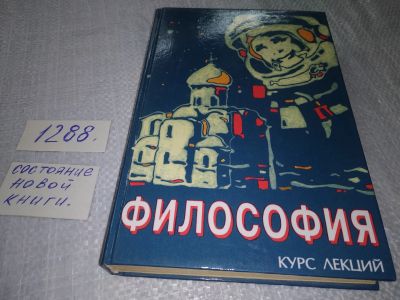 1288.
состояние
новой
книги.
ФИЛОСОФИЯ
КУРС ЛЕКЦИЙ